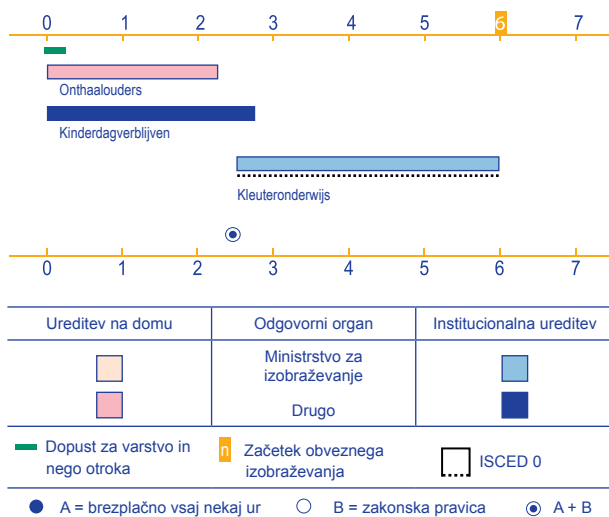 0 1 2 3 4 5 6 7
Onthaalouders
Kinderdagverblijven
Kleuteronderwijs
0 1 2 3 4 5 6 7
Ureditev na domu Odgovorni organ Institucionalna ureditev
Ministrstvo za
izobraževanje
Drugo
Dopust za varstvo in
nego otroka
n Začetek obveznega
izobraževanja
ISCED 0
A = brezplačno vsaj nekaj ur B = zakonska pravica A + B